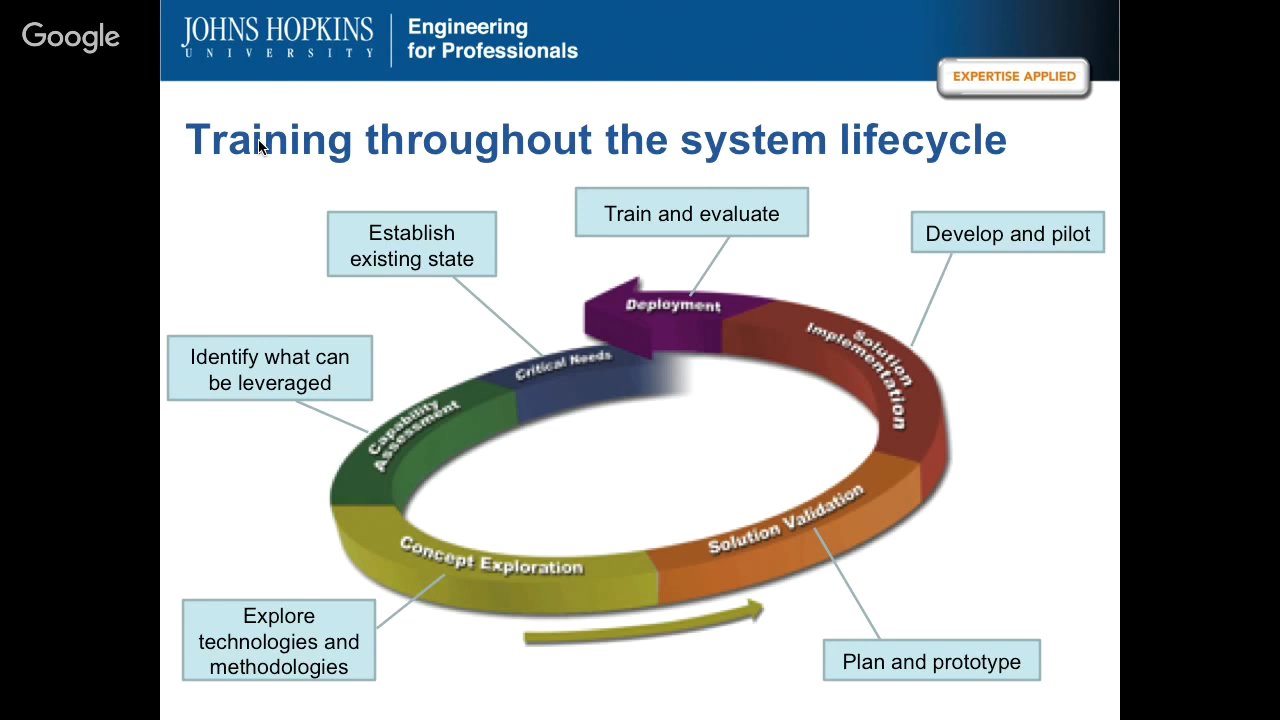 Google
JOHNS HOPKINS
UNIVERSITY
Engineering
for Professionals
EXPERTISE APPLIED
Training throughout the system lifecycle
Train and evaluate
Establish
existing state
Develop and pilot
Deployment
Solution
Implementation
Critical Needs
Identify what can
be leveraged
Capability
Assessment
Concept Exploration
Solution Validation
Explore
technologies and
methodologies
Plan and prototype